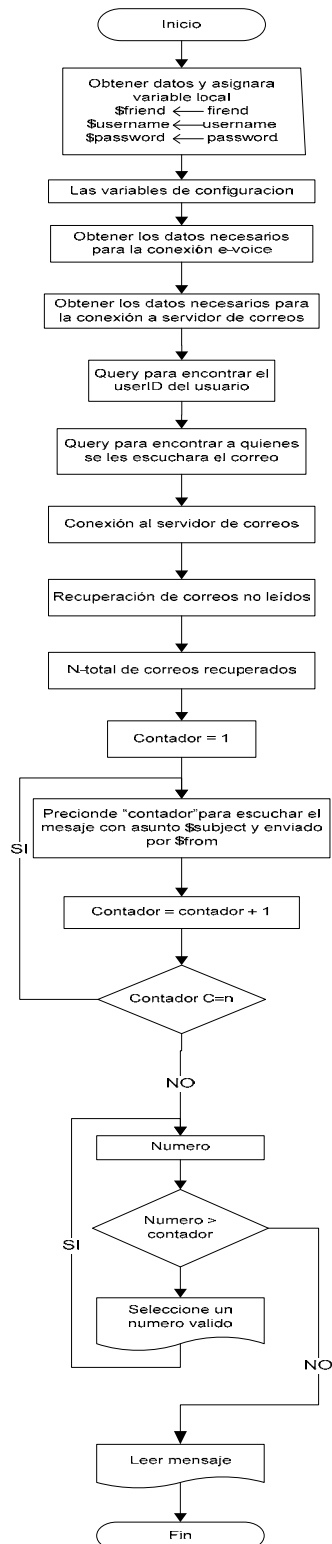 Inicio
Obtener datos y asignara
variable local
$friend ← firend
$username ← username
$password ← password
Las variables de configuracion
Obtener los datos necesarios
para la conexión e-voice
Obtener los datos necesarios para
la conexión a servidor de correos
Query para encontrar el
userID del usuario
Query para encontrar a quienes
se les escuchara el correo
Conexión al servidor de correos
Recuperación de correos no leídos
N-total de correos recuperados
Contador = 1
Precionde "contador"para escuchar el
mesaje con asunto $subject y enviado
por $from
SI
Contador = contador + 1
Contador C=n
NO
Numero
Numero >
contador
SI
Seleccione un
numero valido
NO
Leer mensaje
Fin